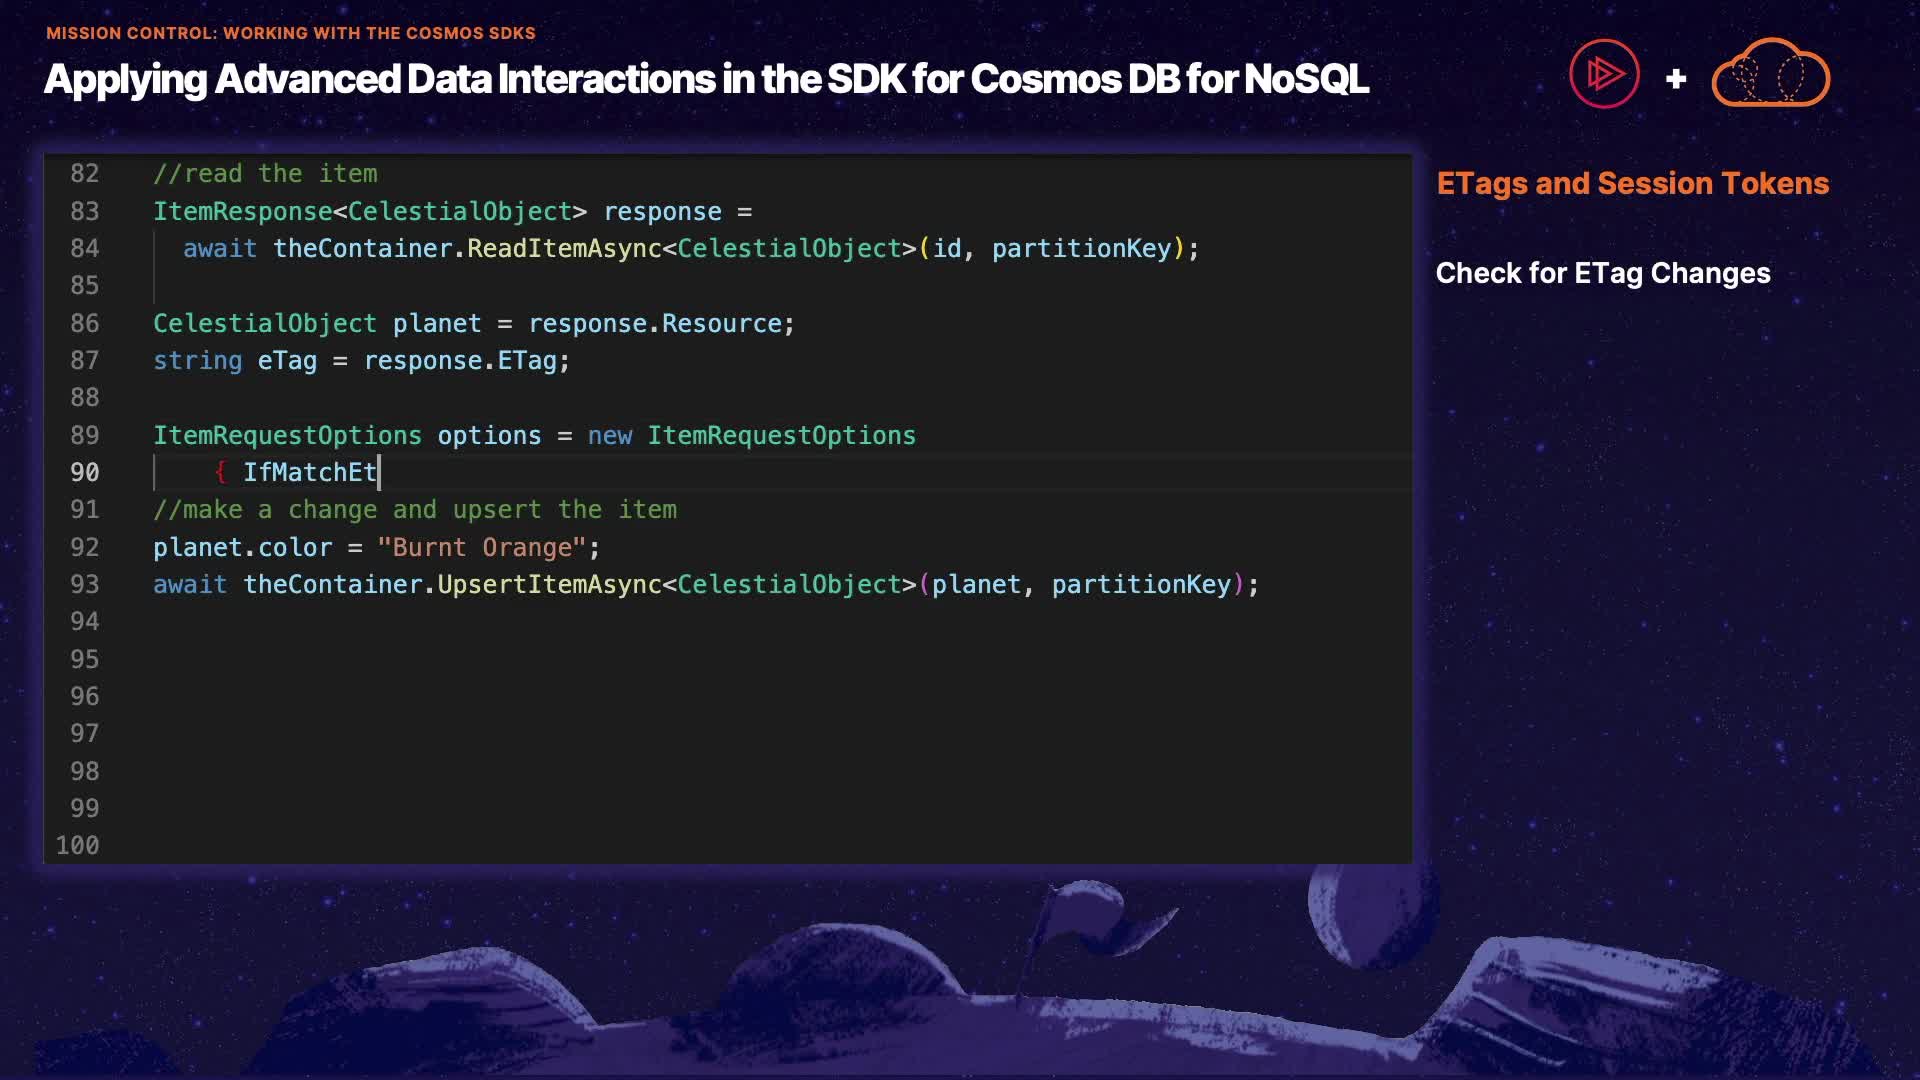 MISSION CONTROL: WORKING WITH THE COSMOS SDKS
Applying Advanced Data Interactions in the SDK for Cosmos DB for NoSQL
82 //read the item
83 ItemResponse<CelestialObject> response =
84 await theContainer.ReadItemAsync<CelestialObject>(id, partitionKey);
85
86 CelestialObject planet = response.Resource;
87 string eTag = response.ETag;
88
89 ItemRequestOptions options = new ItemRequestOptions
90 { IfMatchEt
91 //make a change and upsert the item
92 planet.color = "Burnt Orange";
93 await theContainer.UpsertItemAsync<CelestialObject>(planet, partitionKey);
94
95
96
97
98
99
100
ETags and Session Tokens
Check for ETag Changes
+